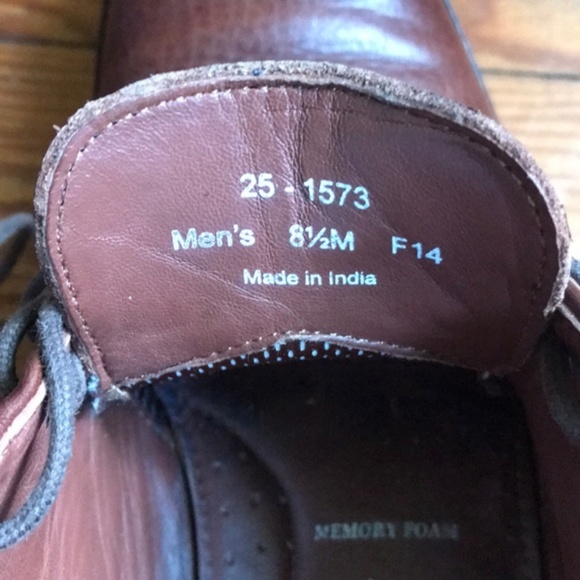 25-1573
Men's 8½M F14
Made in India
MEMORY FOAM